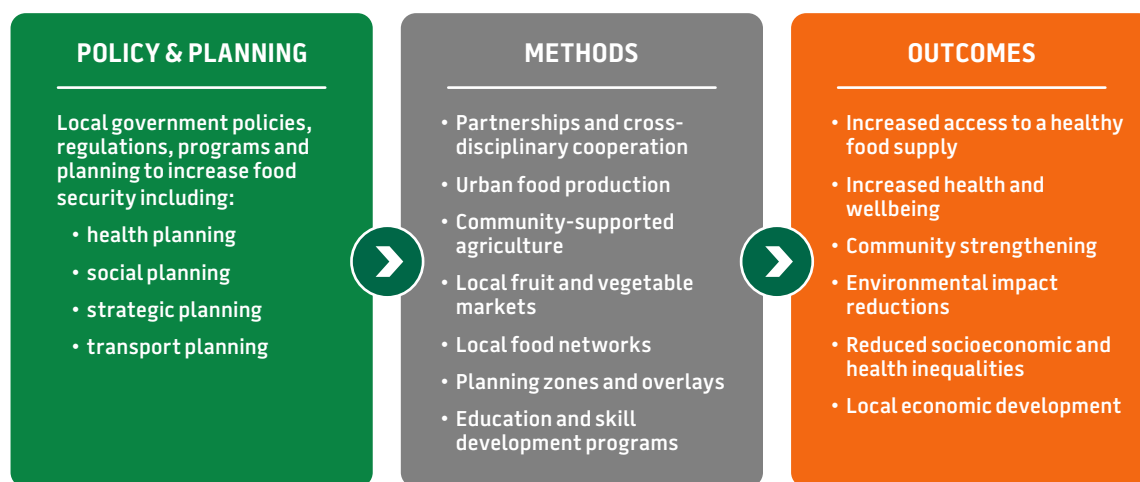 POLICY & PLANNING
Local government policies,
regulations, programs and
planning to increase food
security including:
• health planning
• social planning
• strategic planning
• transport planning
METHODS
• Partnerships and cross-
disciplinary cooperation
• Urban food production
• Community-supported
agriculture
• Local fruit and vegetable
markets
• Local food networks
• Planning zones and overlays
• Education and skill
development programs
OUTCOMES
• Increased access to a healthy
food supply
• Increased health and
wellbeing
• Community strengthening
• Environmental impact
reductions
• Reduced socioeconomic and
health inequalities
• Local economic development